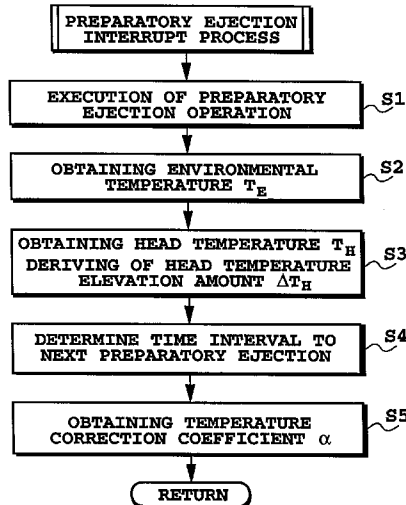 PREPARATORY EJECTION
INTERRUPT PROCESS
S1
EXECUTION OF PREPARATORY
EJECTION OPERATION
S2
OBTAINING ENVIRONMENTAL
TEMPERATURE TE
OBTAINING HEAD TEMPERATURE TH
S3
DERIVING OF HEAD TEMPERATURE
ELEVATION AMOUNT ΔTH
S4
DETERMINE TIME INTERVAL TO
NEXT PREPARATORY EJECTION
S5
OBTAINING TEMPERATURE
CORRECTION COEFFICIENT α
RETURN